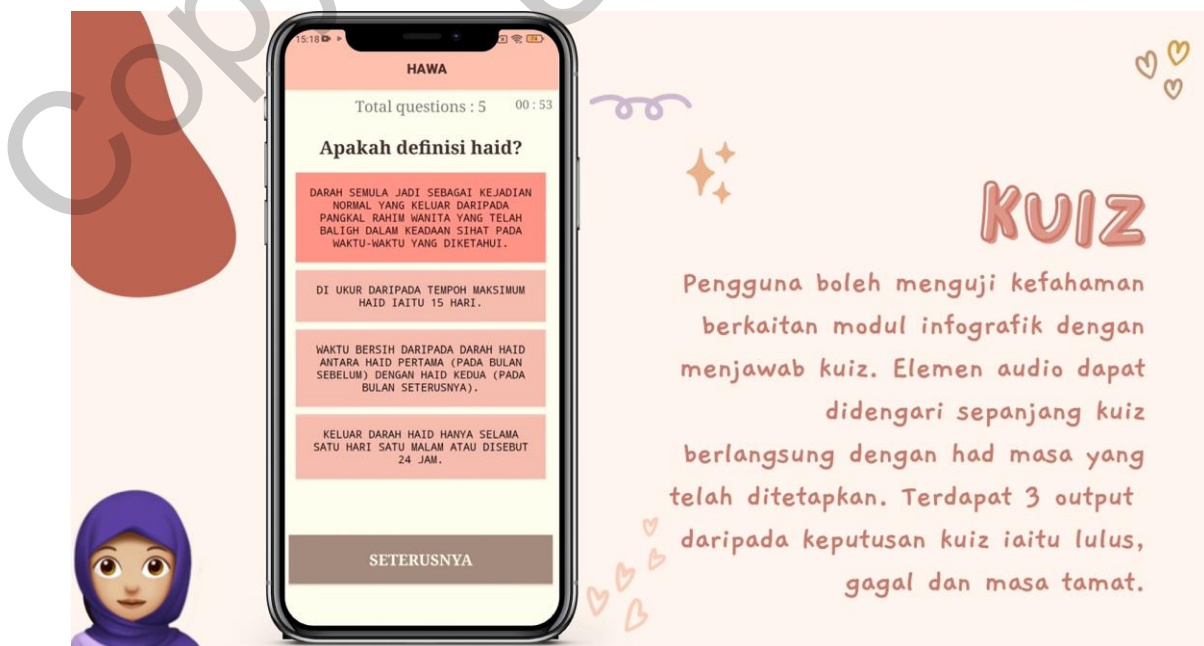 Cop
15:18
HAWA
Total questions : 5
00 : 53
Apakah definisi haid?
DARAH SEMULA JADI SEBAGAI KEJADIAN
NORMAL YANG KELUAR DARIPADA
PANGKAL RAHIM WANITA YANG TELAH
BALIGH DALAM KEADAAN SIHAT PADA
WAKTU-WAKTU YANG DIKETAHUI.
DI UKUR DARIPADA TEMPOH MAKSIMUM
HAID IAITU 15 HARI.
WAKTU BERSIH DARIPADA DARAH HAID
ANTARA HAID PERTAMA (PADA BULAN
SEBELUM) DENGAN HAID KEDUA (PADA
BULAN SETERUSNYA).
KELUAR DARAH HAID HANYA SELAMA
SATU HARI SATU MALAM ATAU DISEBUT
24 JAM.
SETERUSNYA
KUIZ
Pengguna boleh menguji kefahaman
berkaitan modul infografik dengan
menjawab kuiz. Elemen audio dapat
didengari sepanjang kuiz
berlangsung dengan had masa yang
telah ditetapkan. Terdapat 3 output
daripada keputusan kuiz iaitu lulus,
gagal dan masa tamat.